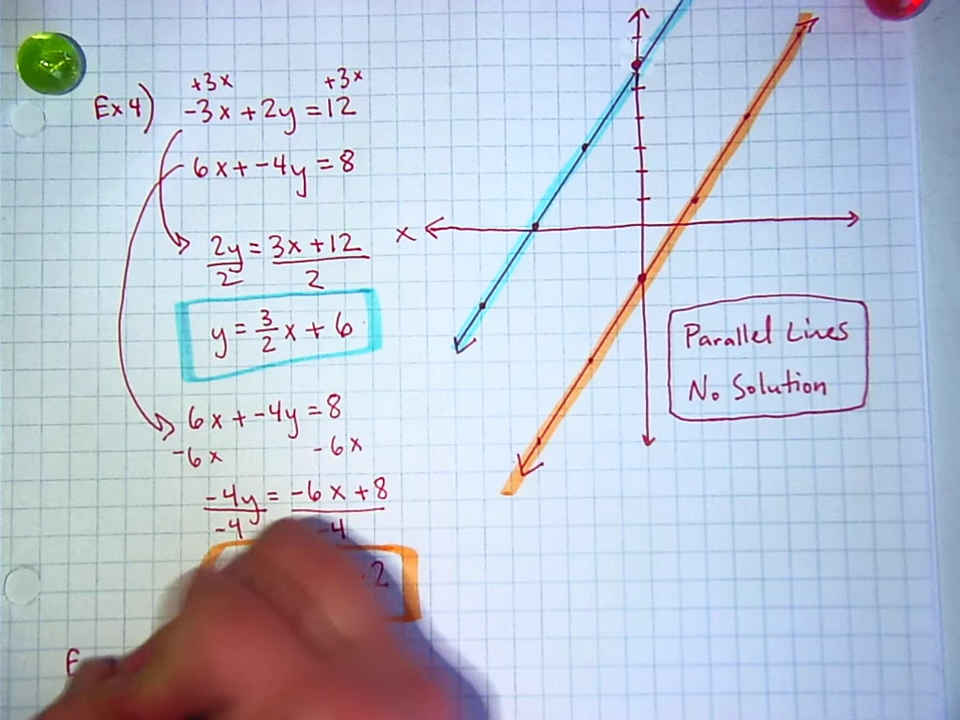 +3x +3x
Ex 4) -3x + 2y = 12
6x + -4y = 8
2y = 3x + 12
2 2
y = 3/2 x + 6
6x + -4y = 8
-6x -6x
-4y = -6x + 8
-4 -4
2
x
Parallel Lines
No Solution